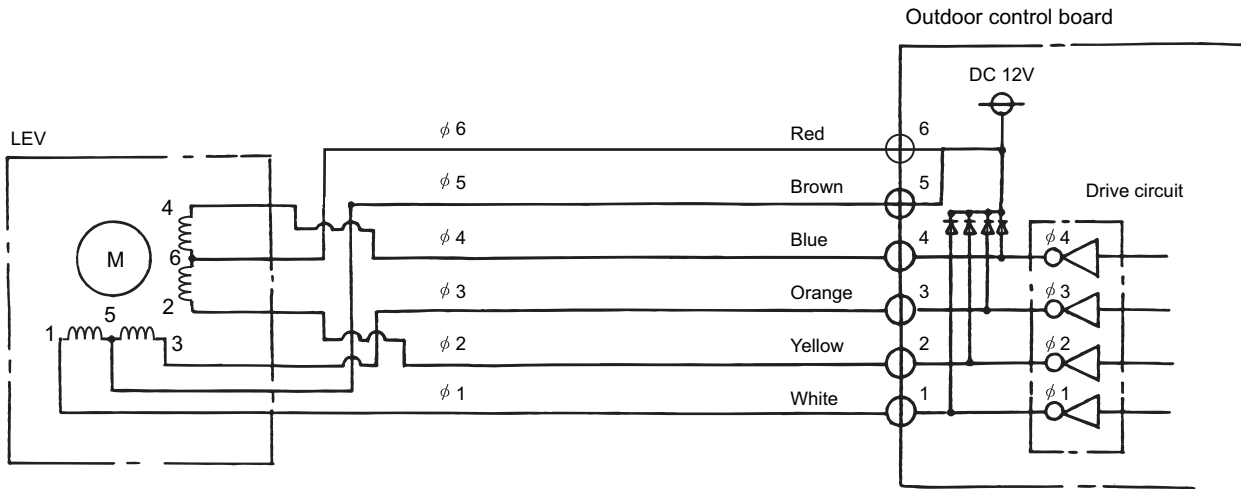 Outdoor control board
DC 12V
LEV
ϕ 6 Red 6
ϕ 5 Brown 5
Drive circuit
4
ϕ 4 Blue 4 ϕ 4
M 6
ϕ 3 Orange 3 ϕ 3
2
5
1 3
ϕ 2 Yellow 2 ϕ 2
ϕ 1 White 1 ϕ 1